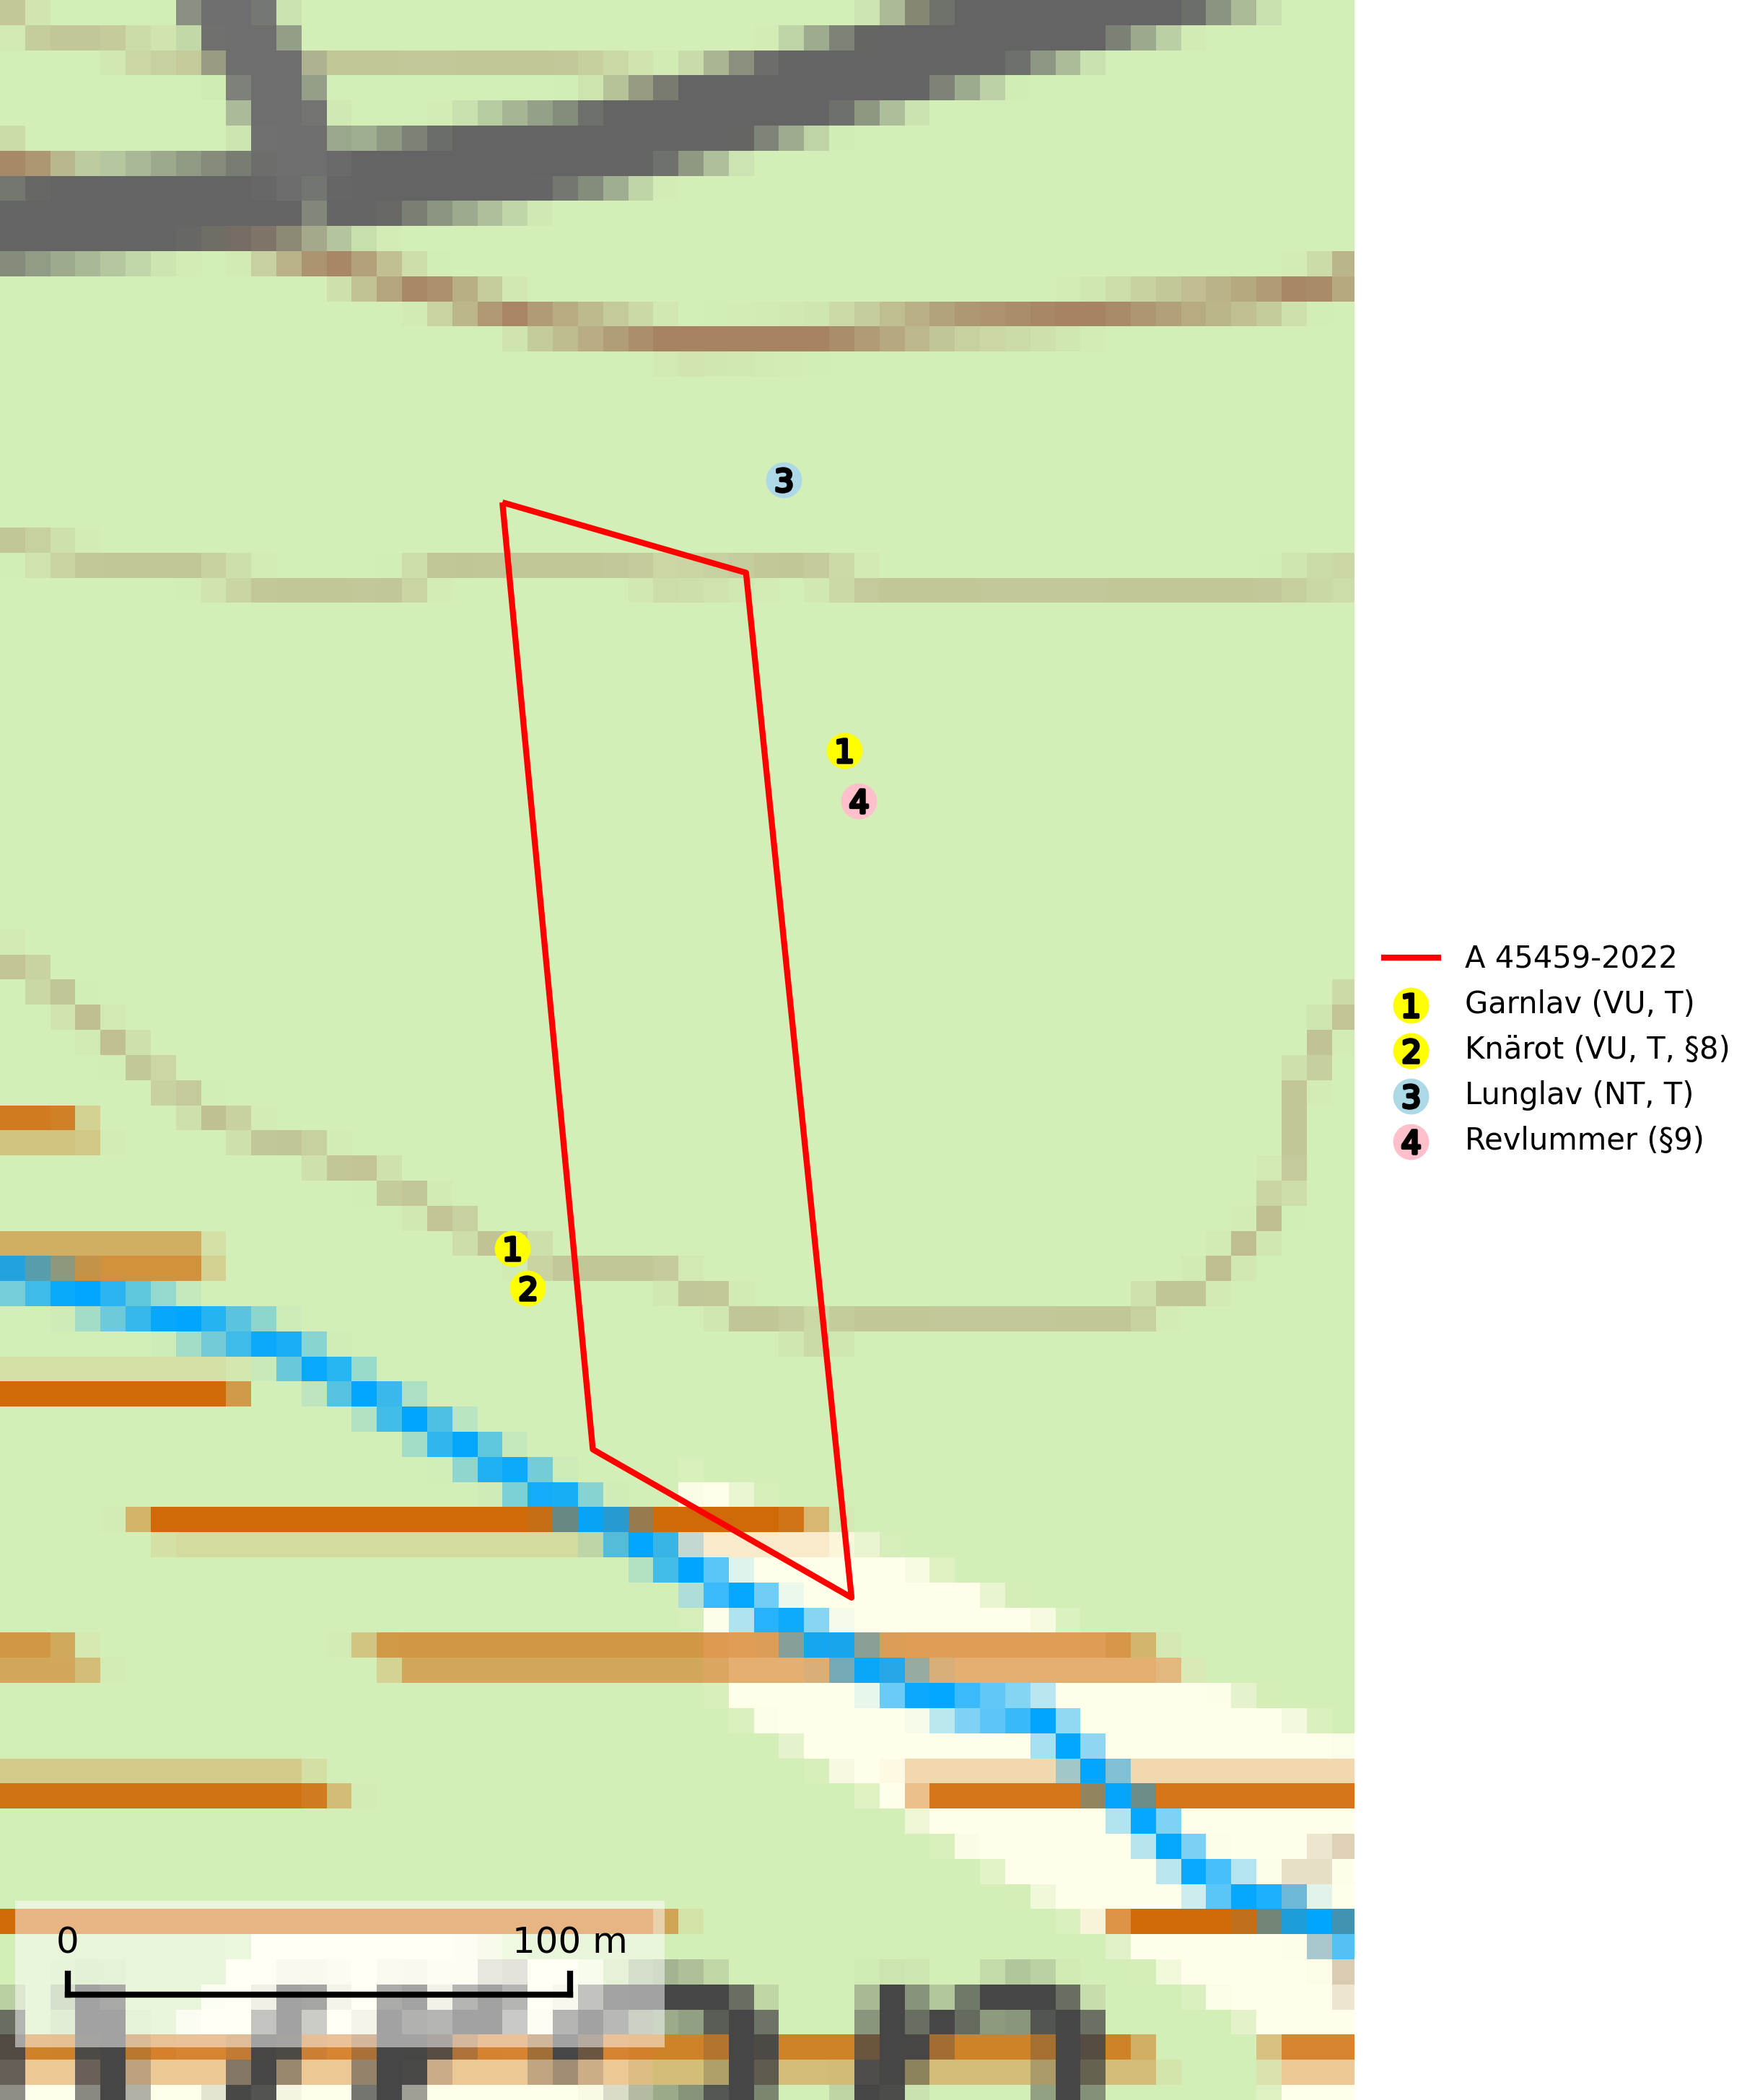 3
1
4
1
2
A 45459-2022
1 Garnlav (VU, T)
2 Knärot (VU, T, §8)
3 Lunglav (NT, T)
4 Revlummer (§9)
0 100 m